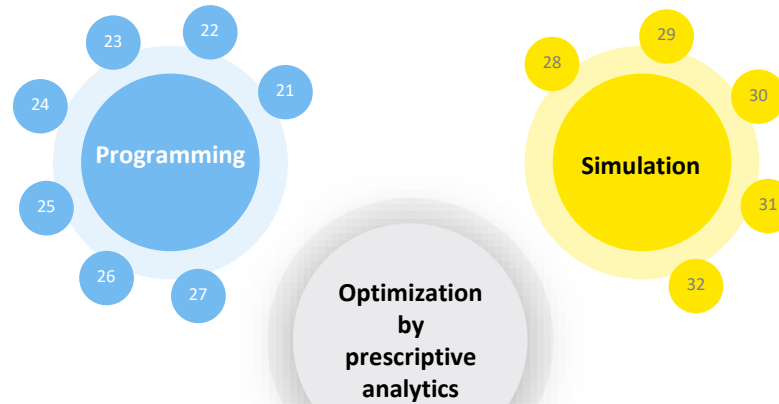 22
23
21
24
Programming
25
26
27
29
28
30
Simulation
31
32
Optimization
by
prescriptive
analytics